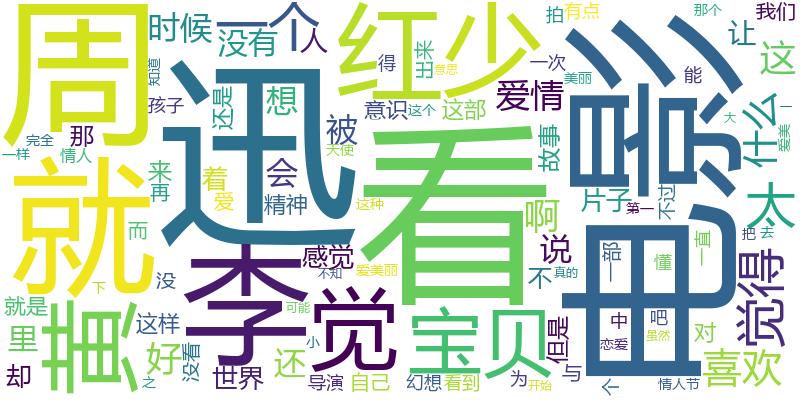 周
时候
一个
没有
人
红
少
拍
有点
那个
我们
出来
得
知道
意思
一次
让
美丽
能
这
迅
看
电影
孩子
还是
想
意识
这个
这部
爱情
什么
一
大
爱美
完全
那
一样
情人
就
来
再
着
爱
会
精神
被
天使
这种
故事
片子
第一
不过
太
把
去
而
李
觉
感觉
啊
说
不
真的
一部
懂
一直
觉得
下
没
不知
爱美丽
可能
黄
就是
里
却
这样
好
没看
之
世界
还
小
导演
自己
宝贝
幻想
看到
为
开始
但是
与
中
吧
虽然
恋爱
个
对
情人节
喜欢